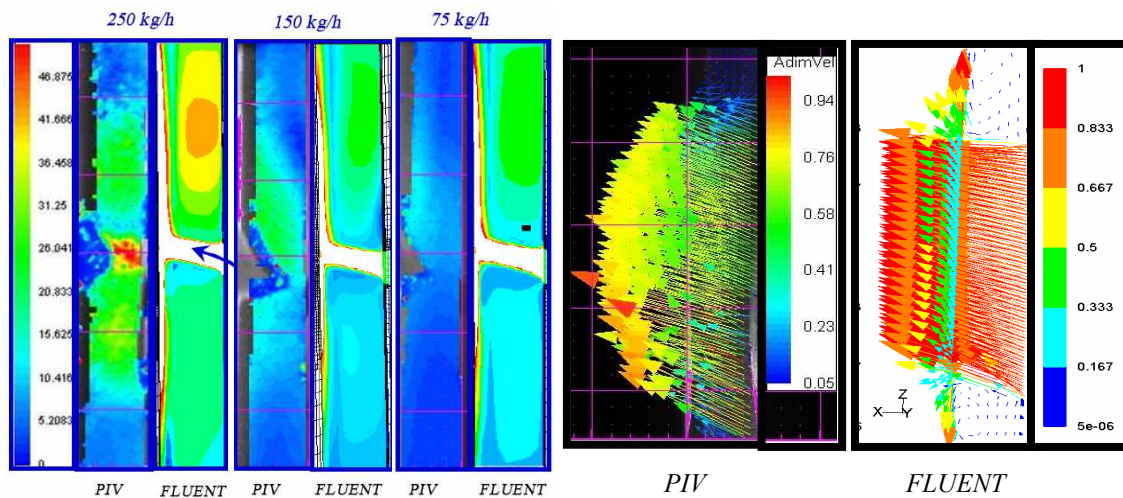 250 kg/h
150 kg/h
75 kg/h
46.875
41.666
36.458
31.25
26.041
20.833
15.625
10.416
5.2083
0
PIV
FLUENT
PIV
FLUENT
PIV
FLUENT
AdimVel
0.94
0.76
0.58
0.41
0.23
0.05
PIV
Z
X
Y
1
0.833
0.667
0.5
0.333
0.167
5e-06
FLUENT